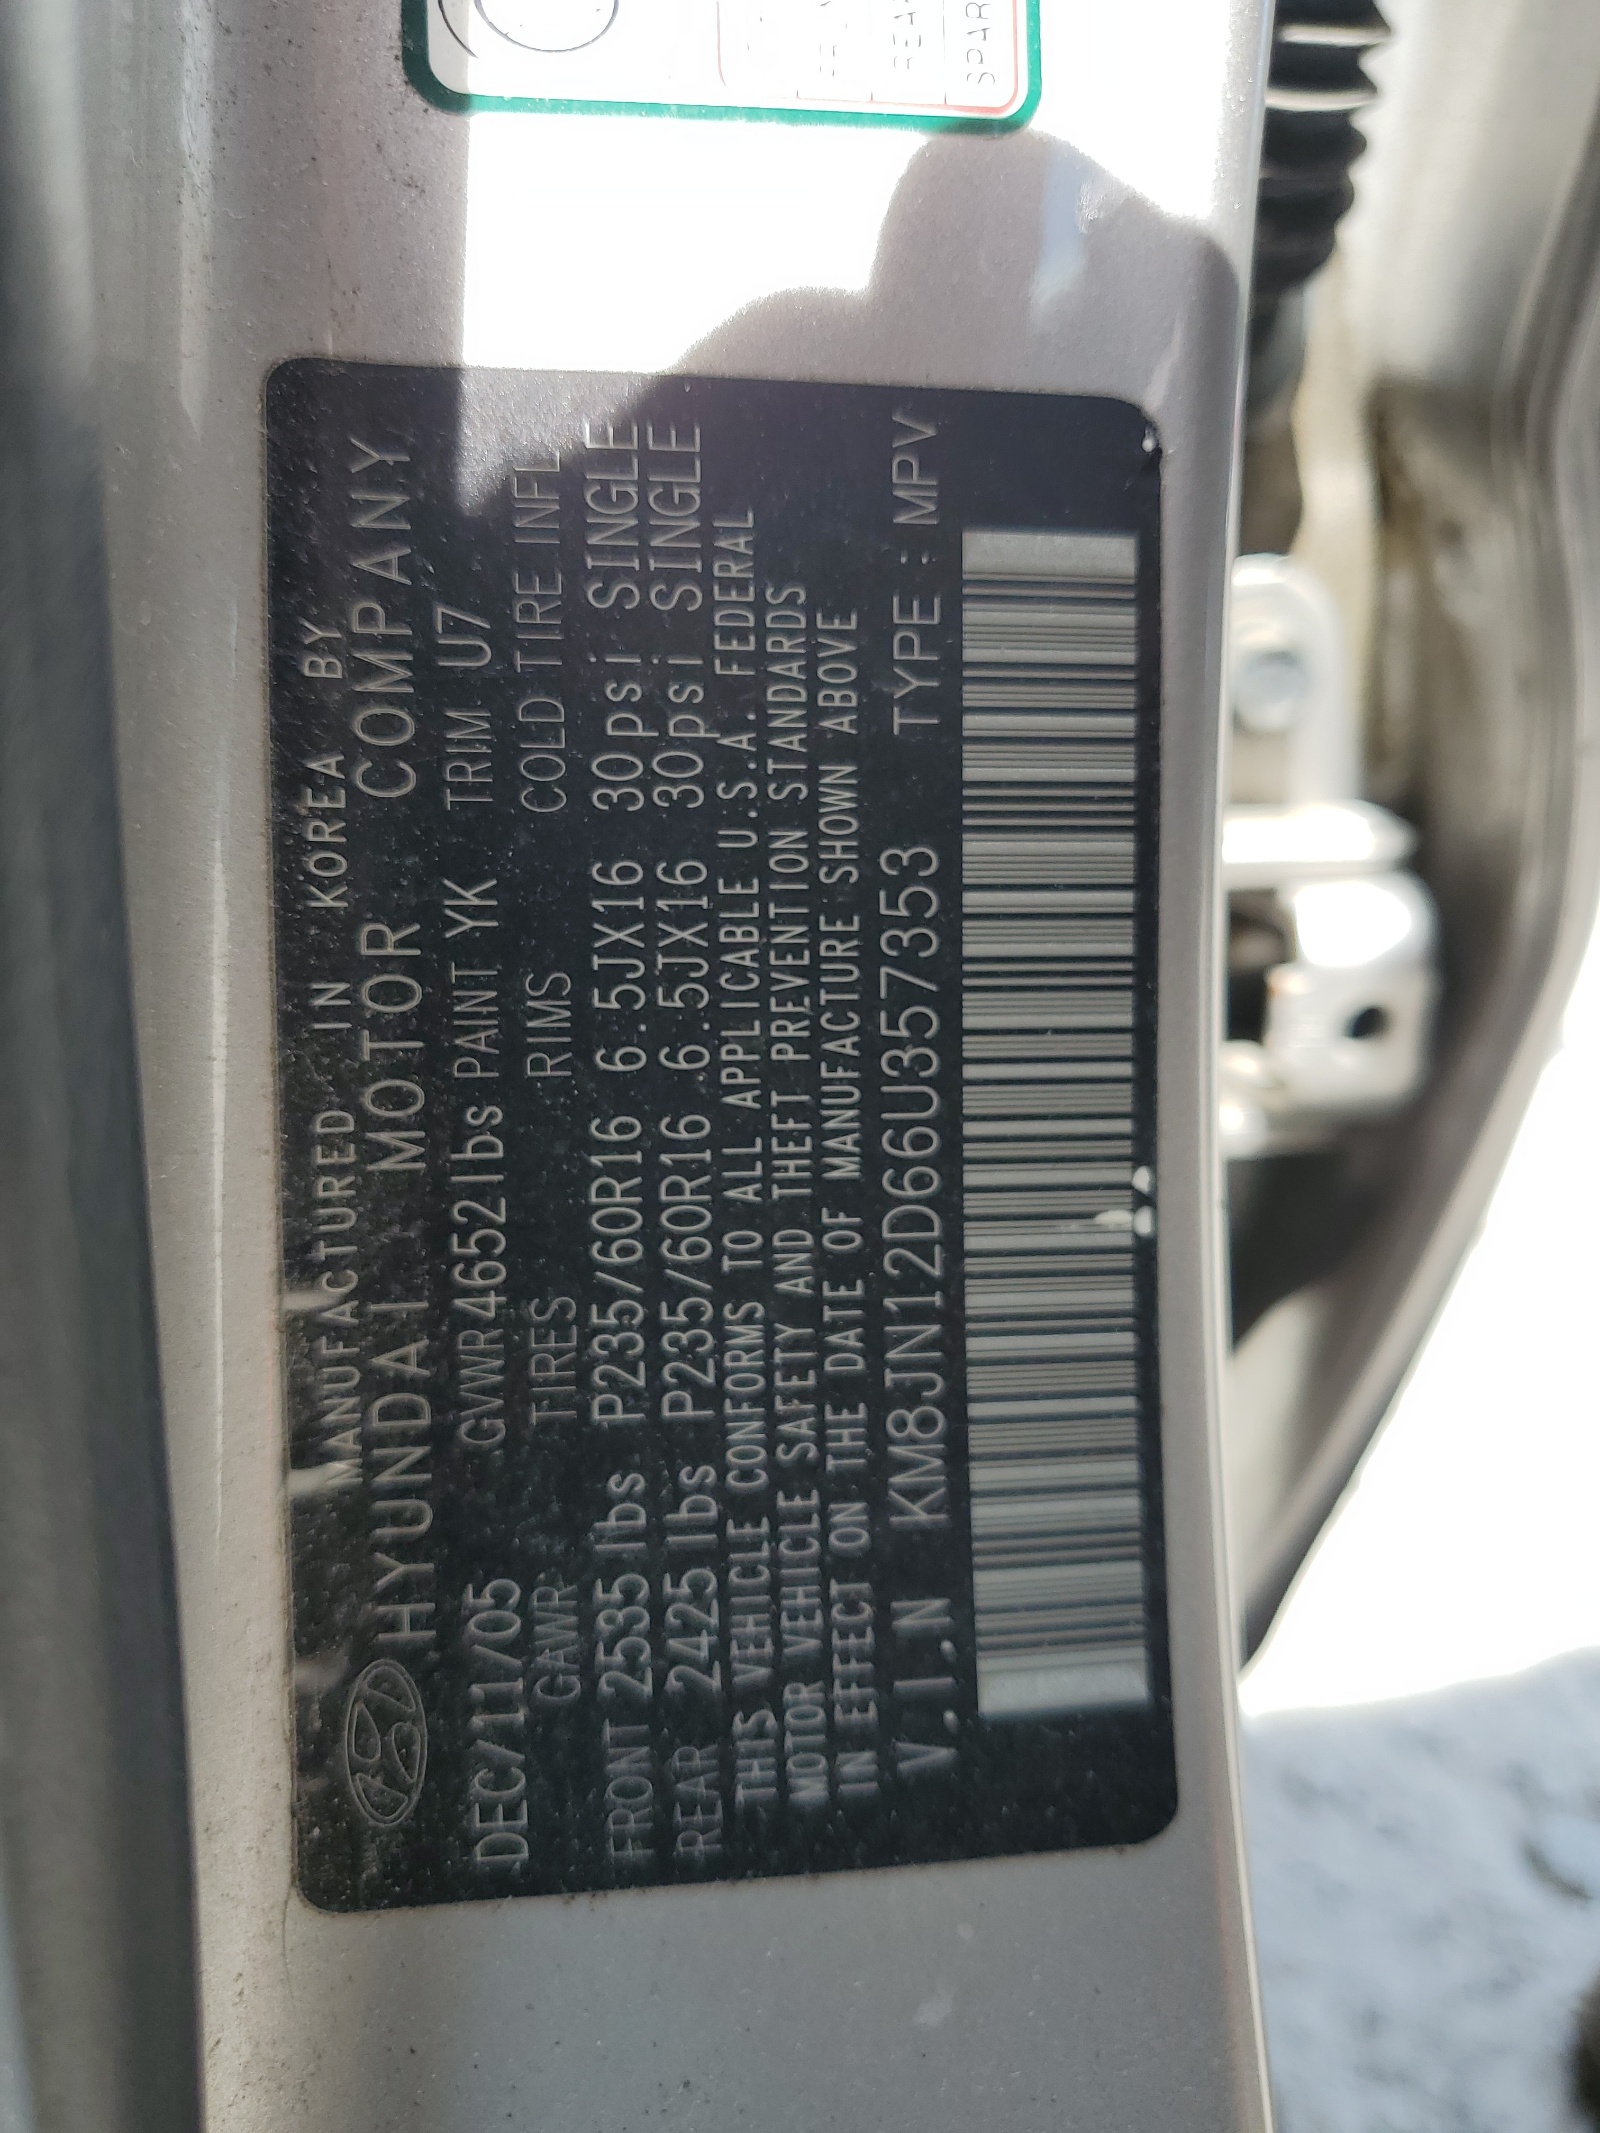 SPAR
REA
MANUFACTURED IN KOREA BY
HYUNDAI MOTOR COMPANY
DEC/11/05 GVWR4652lbs PAINT YK TRIM U7
GAWR TIRES RIMS COLD TIRE INFL
FRONT 2535 lbs P235/60R16 6.5JX16 30psi SINGLE
REAR 2425 lbs P235/60R16 6.5JX16 30psi SINGLE
THIS VEHICLE CONFORMS TO ALL APPLICABLE U.S.A. FEDERAL
MOTOR VEHICLE SAFETY AND THEFT PREVENTION STANDARDS
IN EFFECT ON THE DATE OF MANUFACTURE SHOWN ABOVE
V.I.N KM8JN12D66U357353 TYPE : MPV